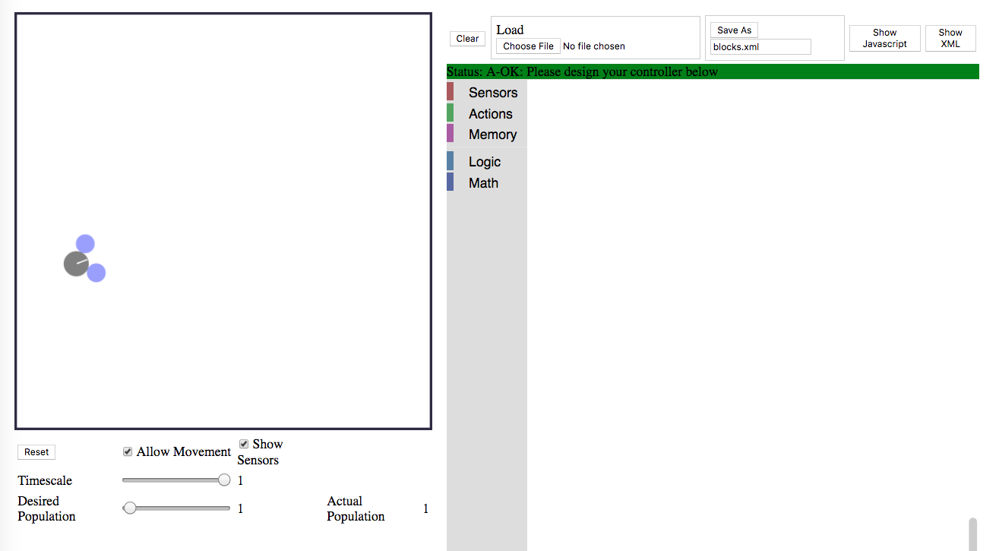 Clear
Load
Choose File No file chosen
Save As
blocks.xml
Show
Javascript
Show
XML
Status: A-OK: Please design your controller below
Sensors
Actions
Memory
Logic
Math
Reset
Allow Movement
Show
Sensors
Timescale
1
Desired
Population
1
Actual
Population
1